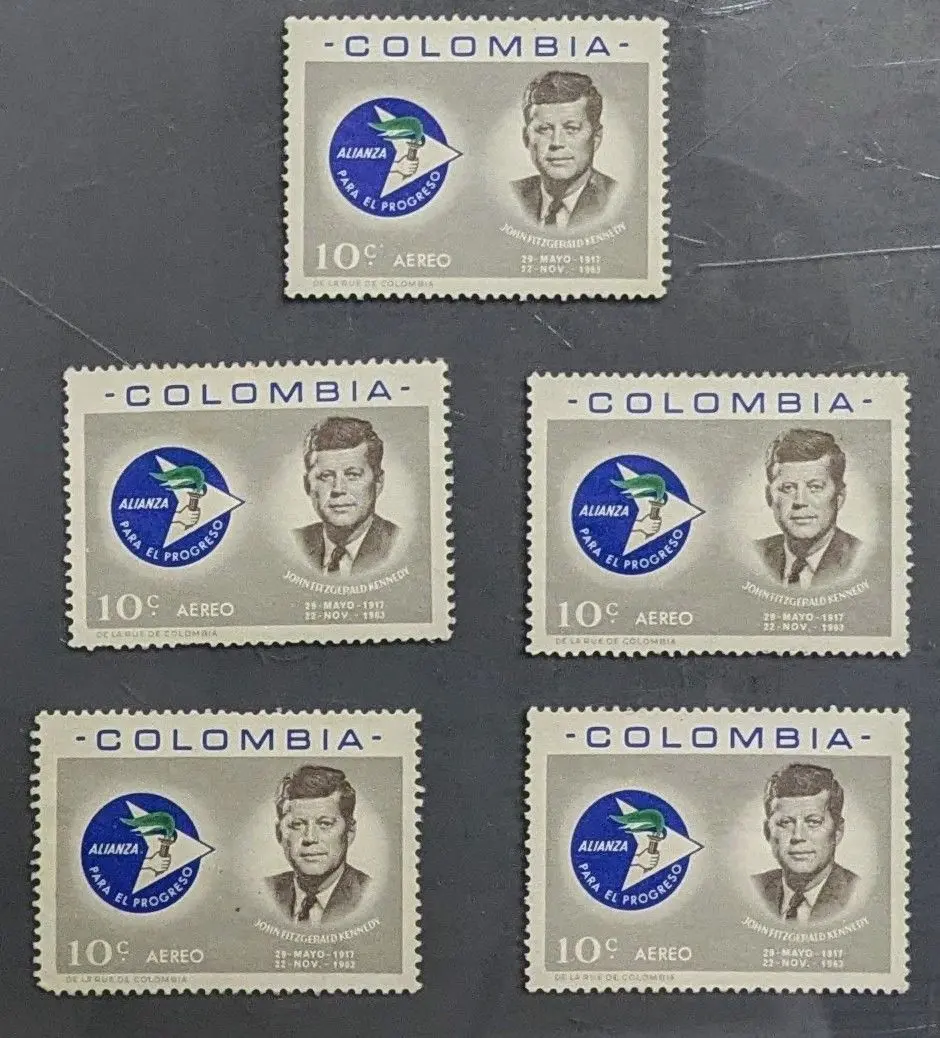 -COLOMBIA-
ALIANZA
PARA EL PROGRESO
JOHN FITZGERALD KENNEDY
29-MAYO-1917
22-NOV.-1963
10¢ AEREO
DE LA RUE DE COLOMBIA
-COLOMBIA-
ALIANZA
PARA EL PROGRESO
JOHN FITZGERALD KENNEDY
29-MAYO-1917
22-NOV.-1963
10¢ AEREO
DE LA RUE DE COLOMBIA
-COLOMBIA-
ALIANZA
PARA EL PROGRESO
JOHN FITZGERALD KENNEDY
29-MAYO-1917
22-NOV.-1963
10¢ AEREO
DE LA RUE DE COLOMBIA
-COLOMBIA-
ALIANZA
PARA EL PROGRESO
JOHN FITZGERALD KENNEDY
29-MAYO-1917
22-NOV.-1963
10¢ AEREO
DE LA RUE DE COLOMBIA
-COLOMBIA-
ALIANZA
PARA EL PROGRESO
JOHN FITZGERALD KENNEDY
29-MAYO-1917
22-NOV.-1963
10¢ AEREO
DE LA RUE DE COLOMBIA